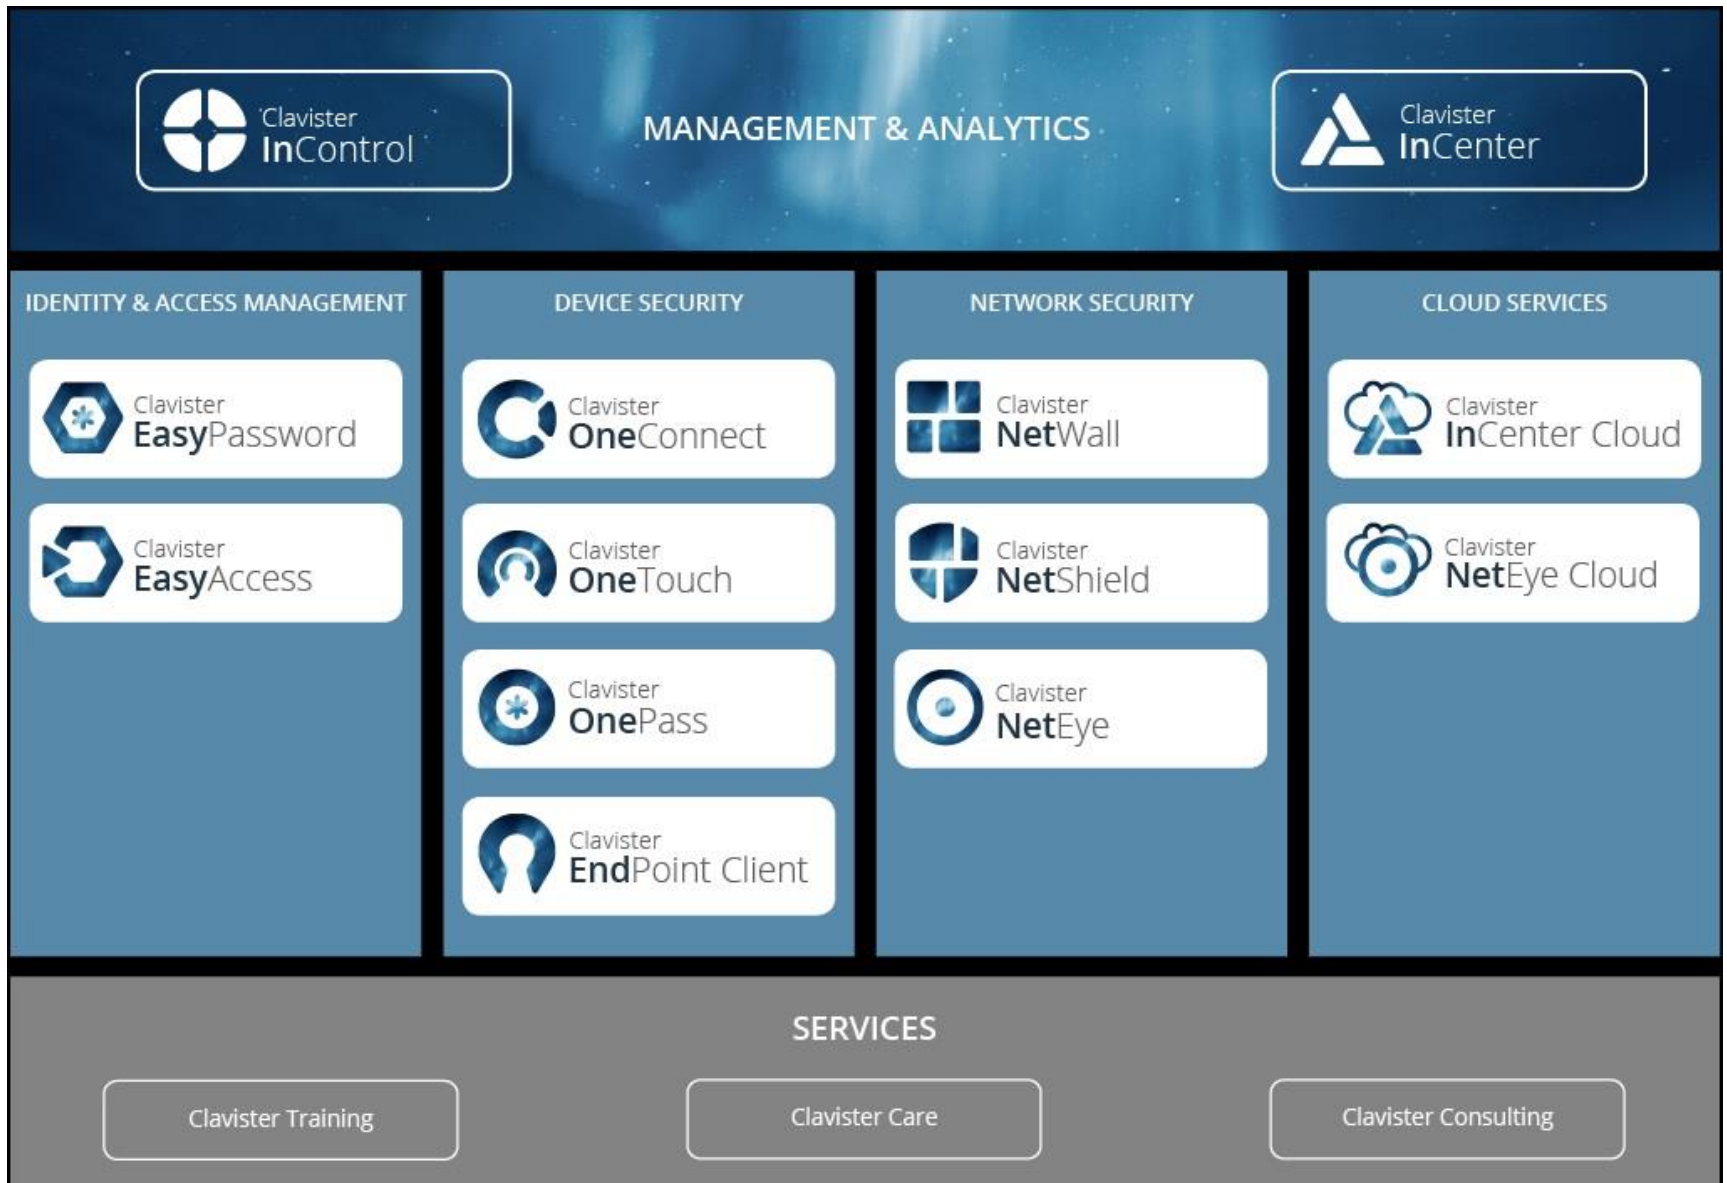 Clavister
InControl
MANAGEMENT & ANALYTICS
Clavister
InCenter
IDENTITY & ACCESS MANAGEMENT
Clavister
EasyPassword
Clavister
EasyAccess
DEVICE SECURITY
Clavister
OneConnect
Clavister
OneTouch
Clavister
OnePass
Clavister
EndPoint Client
NETWORK SECURITY
Clavister
NetWall
Clavister
NetShield
Clavister
NetEye
CLOUD SERVICES
Clavister
InCenter Cloud
Clavister
NetEye Cloud
SERVICES
Clavister Training
Clavister Care
Clavister Consulting